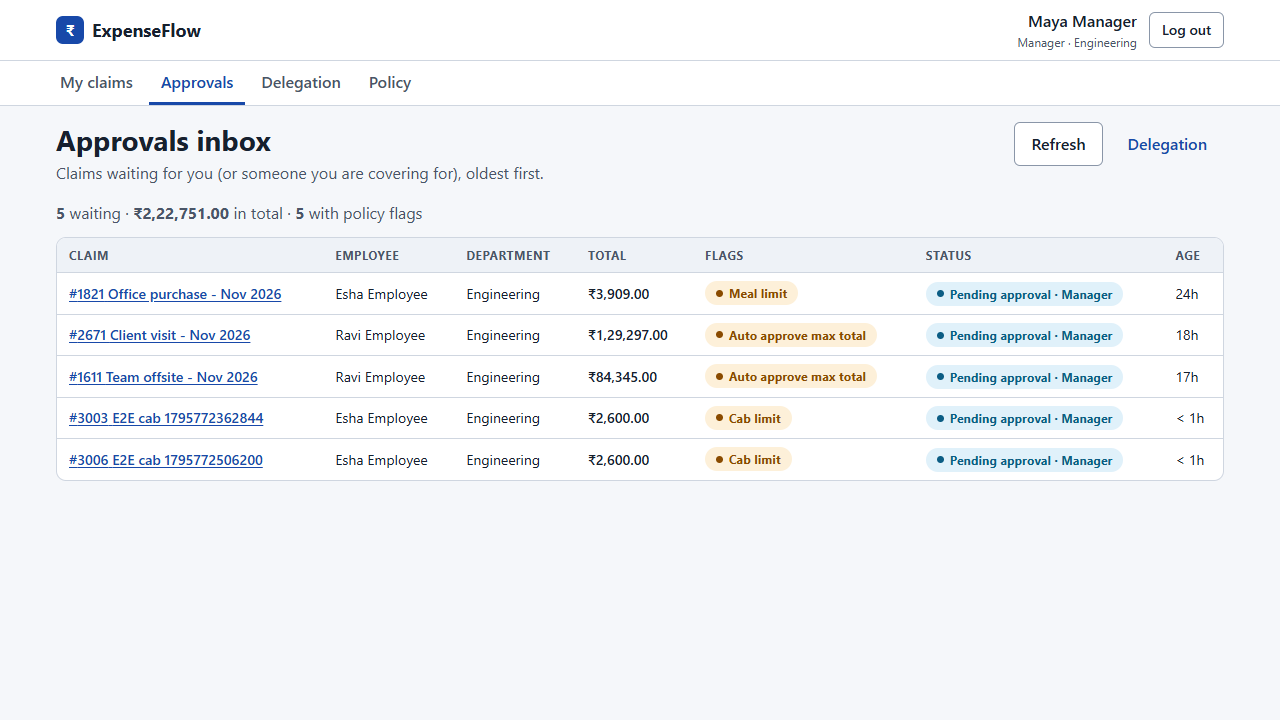 ₹ ExpenseFlow
Maya Manager
Manager · Engineering
Log out
My claims Approvals Delegation Policy
Approvals inbox
Claims waiting for you (or someone you are covering for), oldest first.
Refresh Delegation
5 waiting · ₹2,22,751.00 in total · 5 with policy flags
CLAIM EMPLOYEE DEPARTMENT TOTAL FLAGS STATUS AGE
#1821 Office purchase - Nov 2026 Esha Employee Engineering ₹3,909.00 Meal limit Pending approval · Manager 24h
#2671 Client visit - Nov 2026 Ravi Employee Engineering ₹1,29,297.00 Auto approve max total Pending approval · Manager 18h
#1611 Team offsite - Nov 2026 Ravi Employee Engineering ₹84,345.00 Auto approve max total Pending approval · Manager 17h
#3003 E2E cab 1795772362844 Esha Employee Engineering ₹2,600.00 Cab limit Pending approval · Manager < 1h
#3006 E2E cab 1795772506200 Esha Employee Engineering ₹2,600.00 Cab limit Pending approval · Manager < 1h